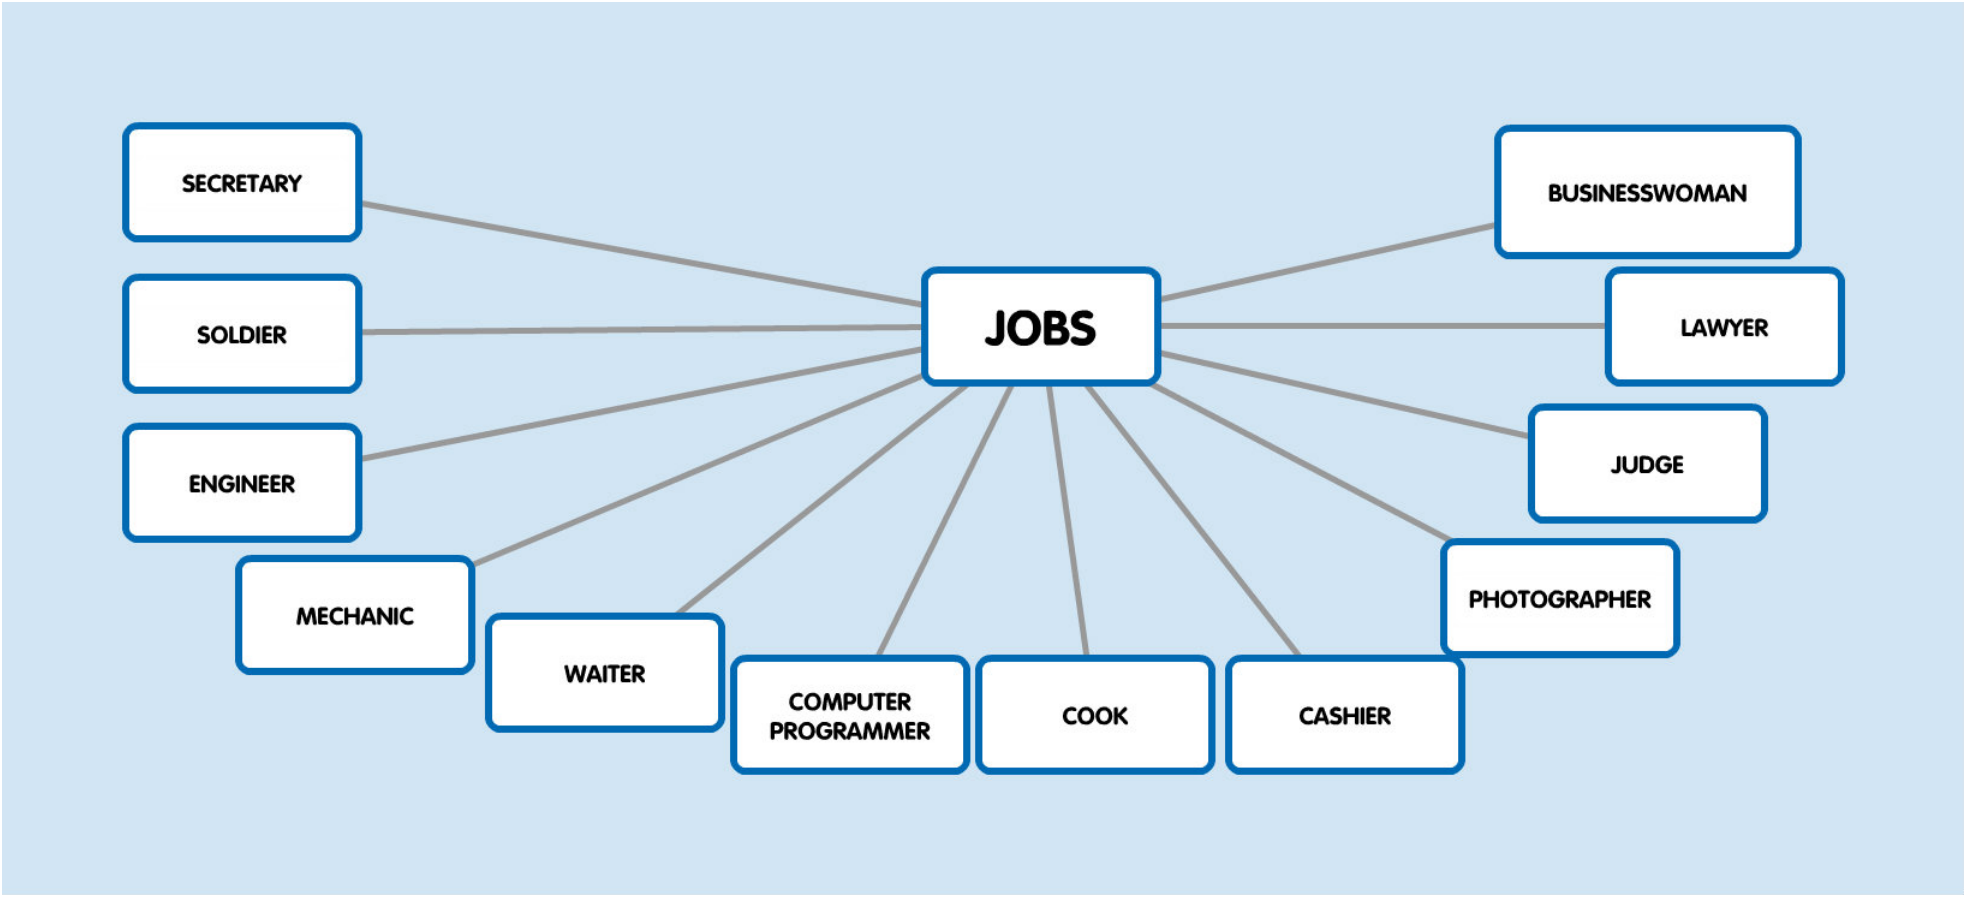 SECRETARY
BUSINESSWOMAN
SOLDIER
JOBS
LAWYER
ENGINEER
JUDGE
MECHANIC
PHOTOGRAPHER
WAITER
COMPUTER
PROGRAMMER
COOK
CASHIER